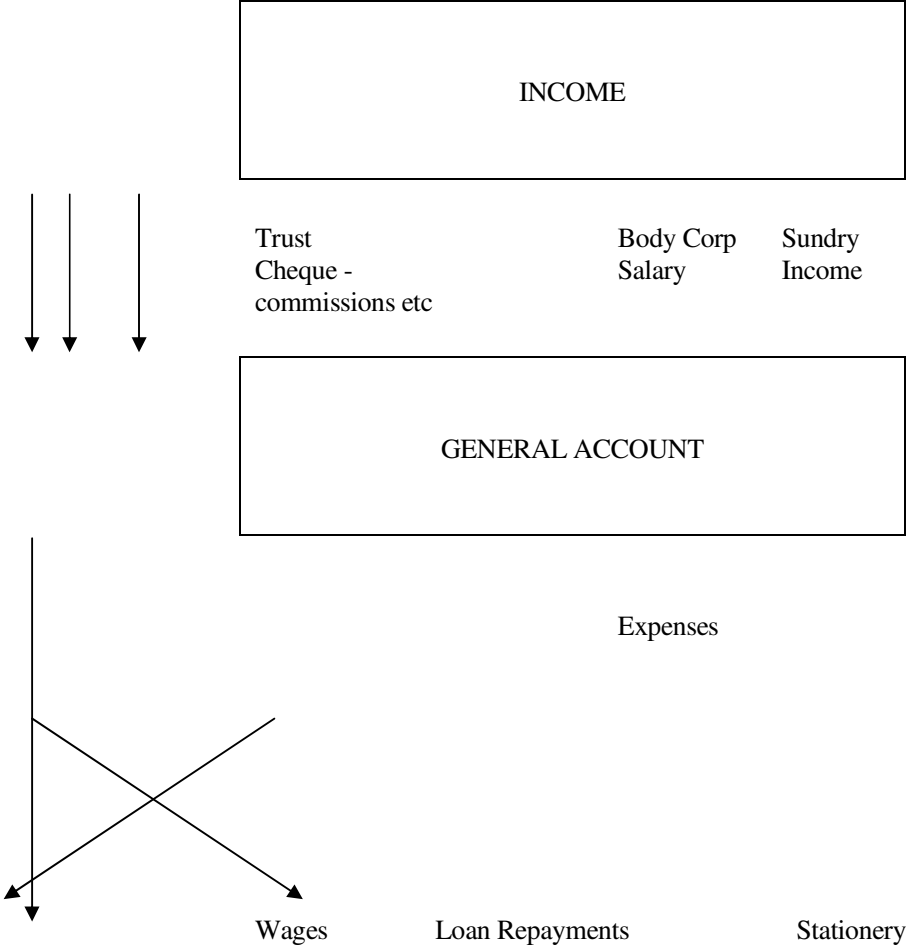 INCOME
Trust
Cheque -
commissions etc
Body Corp
Salary
Sundry
Income
GENERAL ACCOUNT
Expenses
Wages Loan Repayments Stationery